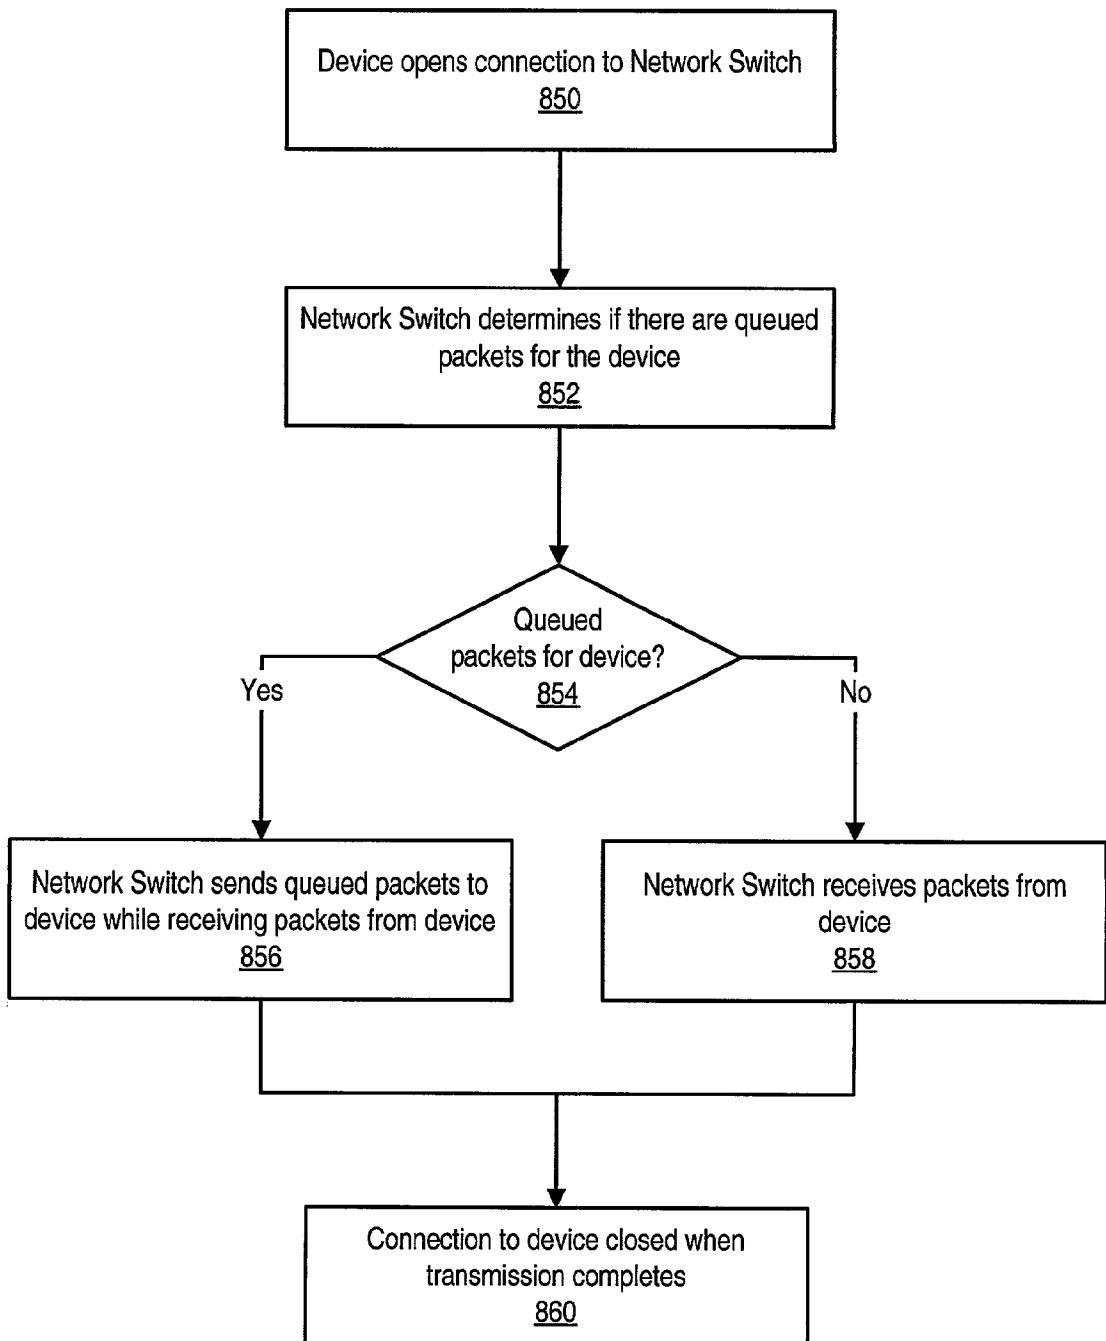 Device opens connection to Network Switch
850
Network Switch determines if there are queued
packets for the device
852
Queued
packets for device?
854
Yes
No
Network Switch sends queued packets to
device while receiving packets from device
856
Network Switch receives packets from
device
858
Connection to device closed when
transmission completes
860